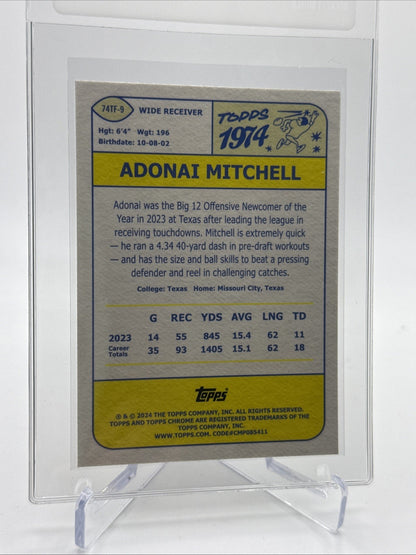 74TF-9
WIDE RECEIVER
Hgt: 6'4" Wgt: 196
Birthdate: 10-08-02
TOPPS
1974
ADONAI MITCHELL
Adonai was the Big 12 Offensive Newcomer of the
Year in 2023 at Texas after leading the league in
receiving touchdowns. Mitchell is extremely quick
— he ran a 4.34 40-yard dash in pre-draft workouts
— and has the size and ball skills to beat a pressing
defender and reel in challenging catches.
College: Texas Home: Missouri City, Texas
G REC YDS AVG LNG TD
2023 14 55 845 15.4 62 11
Career
Totals 35 93 1405 15.1 62 18
Topps
® & © 2024 THE TOPPS COMPANY, INC. ALL RIGHTS RESERVED.
TOPPS AND TOPPS CHROME ARE REGISTERED TRADEMARKS OF THE
TOPPS COMPANY, INC.
WWW.TOPPS.COM. CODE#CMP085411